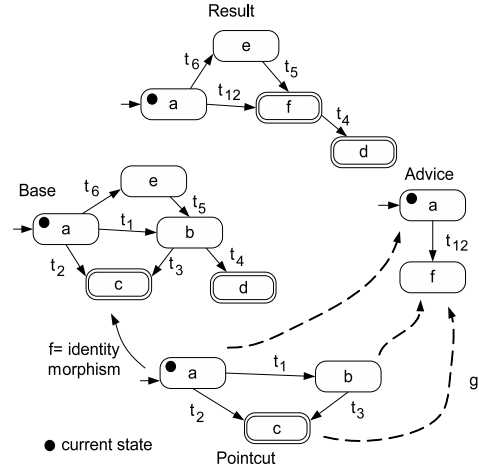 Result
e
t6
t5
a
t12
f
t4
d
Base
Advice
e
t6
t5
a
a
t1
b
t12
t2
t3
t4
c
d
f
f= identity
morphism
a
t1
b
t2
t3
g
c
current state
Pointcut